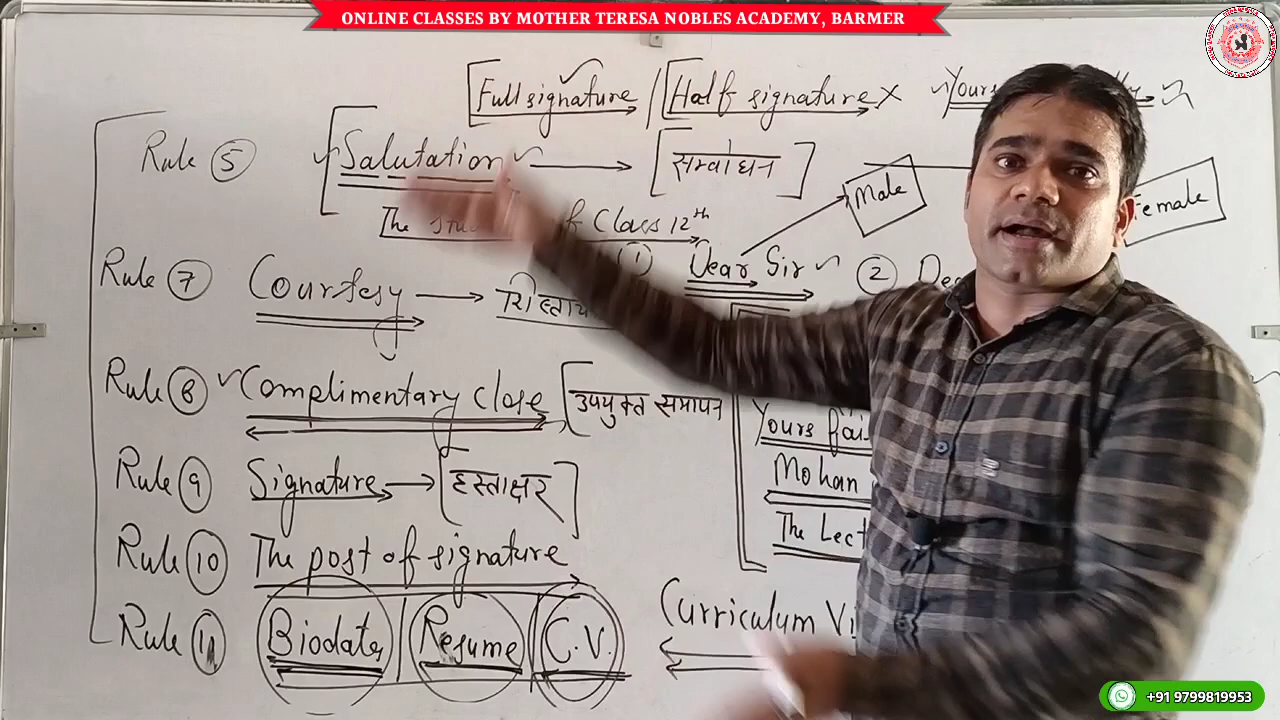 ONLINE CLASSES BY MOTHER TERESA NOBLES ACADEMY, BARMER
Full signature / Half signature X Yours
Rule 5 Salutation → [सम्बोधन] Male Female
The of Class 12th
1 Dear Sir 2
Rule 7 Courtesy →
Rule 8 Complimentary close [उपयुक्त समापन
Yours
Rule 9 Signature → [हस्ताक्षर] Mohan
Rule 10 The post of signature The
Rule 11 Biodata | Resume | C.V. Curriculum
+91 9799819953